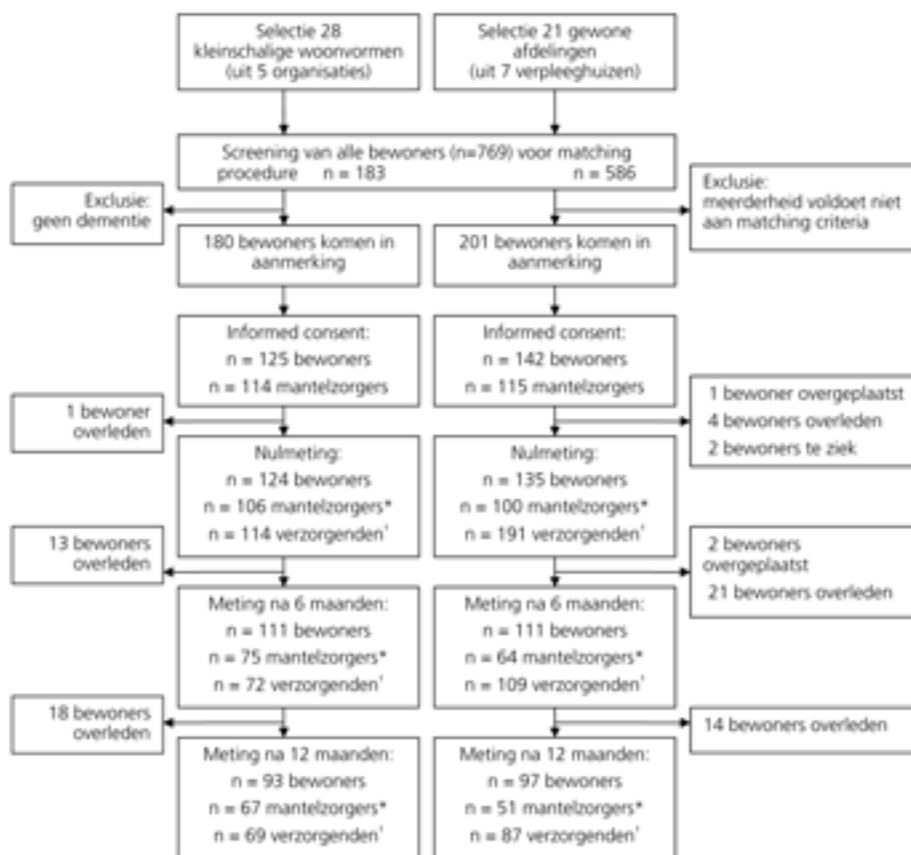 Selectie 28
kleinschalige woonvormen
(uit 5 organisaties)
Selectie 21 gewone
afdelingen
(uit 7 verpleeghuizen)
Screening van alle bewoners (n=769) voor matching
procedure n = 183 n = 586
Exclusie:
geen dementie
Exclusie:
meerderheid voldoet niet
aan matching criteria
180 bewoners komen in
aanmerking
201 bewoners komen in
aanmerking
Informed consent:
n = 125 bewoners
n = 114 mantelzorgers
Informed consent:
n = 142 bewoners
n = 115 mantelzorgers
1 bewoner
overleden
1 bewoner overgeplaatst
4 bewoners overleden
2 bewoners te ziek
Nulmeting:
n = 124 bewoners
n = 106 mantelzorgers*
n = 114 verzorgenden†
Nulmeting:
n = 135 bewoners
n = 100 mantelzorgers*
n = 191 verzorgenden†
13 bewoners
overleden
2 bewoners
overgeplaatst
21 bewoners overleden
Meting na 6 maanden:
n = 111 bewoners
n = 75 mantelzorgers*
n = 72 verzorgenden†
Meting na 6 maanden:
n = 111 bewoners
n = 64 mantelzorgers*
n = 109 verzorgenden†
18 bewoners
overleden
14 bewoners overleden
Meting na 12 maanden:
n = 93 bewoners
n = 67 mantelzorgers*
n = 69 verzorgenden†
Meting na 12 maanden:
n = 97 bewoners
n = 51 mantelzorgers*
n = 87 verzorgenden†